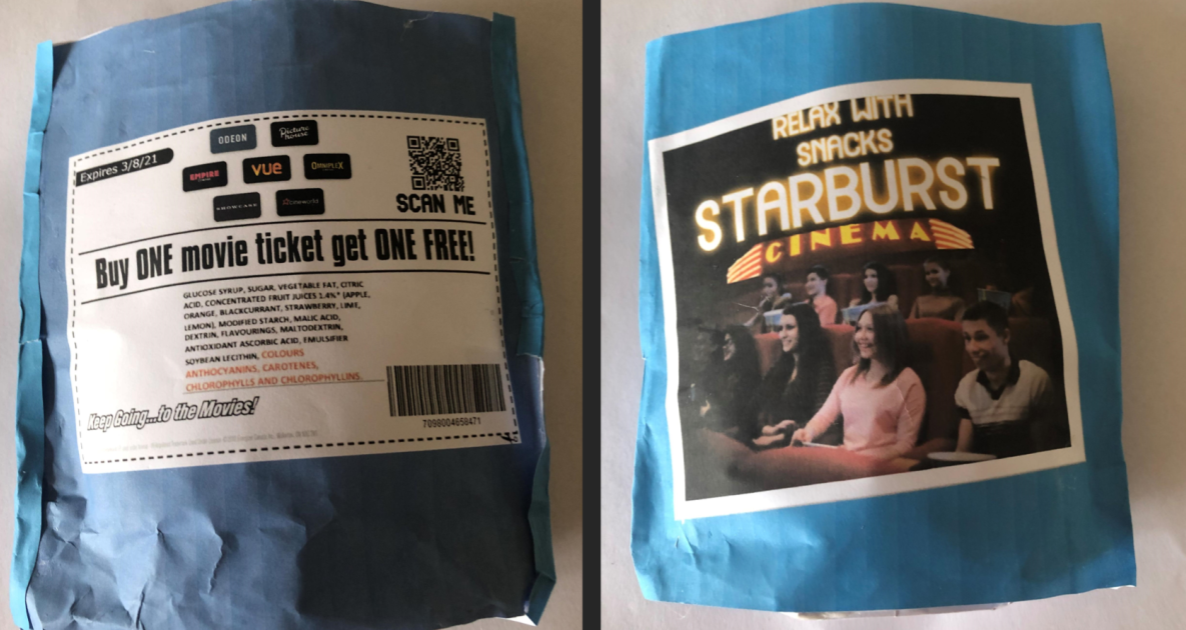 ODEON
Picture house
Expires 3/8/21
EMPIRE
vue
OMNIPLEX
SHOWCASE
cineworld
SCAN ME
Buy ONE movie ticket get ONE FREE!
GLUCOSE SYRUP, SUGAR, VEGETABLE FAT, CITRIC
ACID, CONCENTRATED FRUIT JUICES 1.4%* (APPLE,
ORANGE, BLACKCURRANT, STRAWBERRY, LIME,
LEMON), MODIFIED STARCH, MALIC ACID,
DEXTRIN, FLAVOURINGS, MALTODEXTRIN,
ANTIOXIDANT ASCORBIC ACID, EMULSIFIER
SOYBEAN LECITHIN, COLOURS
ANTHOCYANINS, CAROTENES,
CHLOROPHYLLS AND CHLOROPHYLLINS.
Keep Going...to the Movies!
7098004658471
RELAX WITH
SNACKS
STARBURST
CINEMA